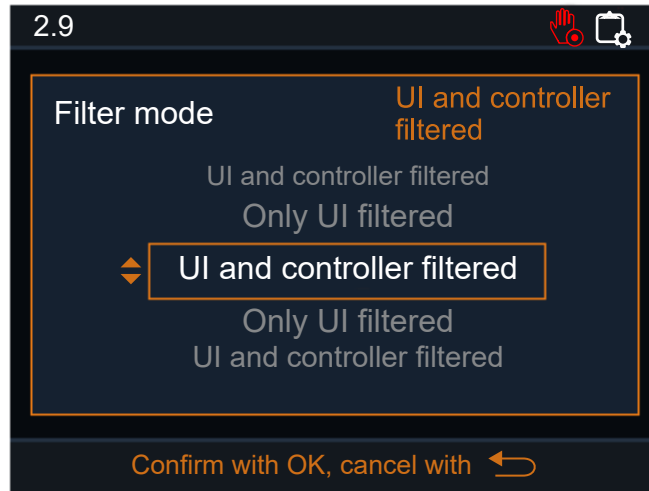 2.9
Filter mode
UI and controller
filtered
UI and controller filtered
Only UI filtered
UI and controller filtered
Only UI filtered
UI and controller filtered
Confirm with OK, cancel with